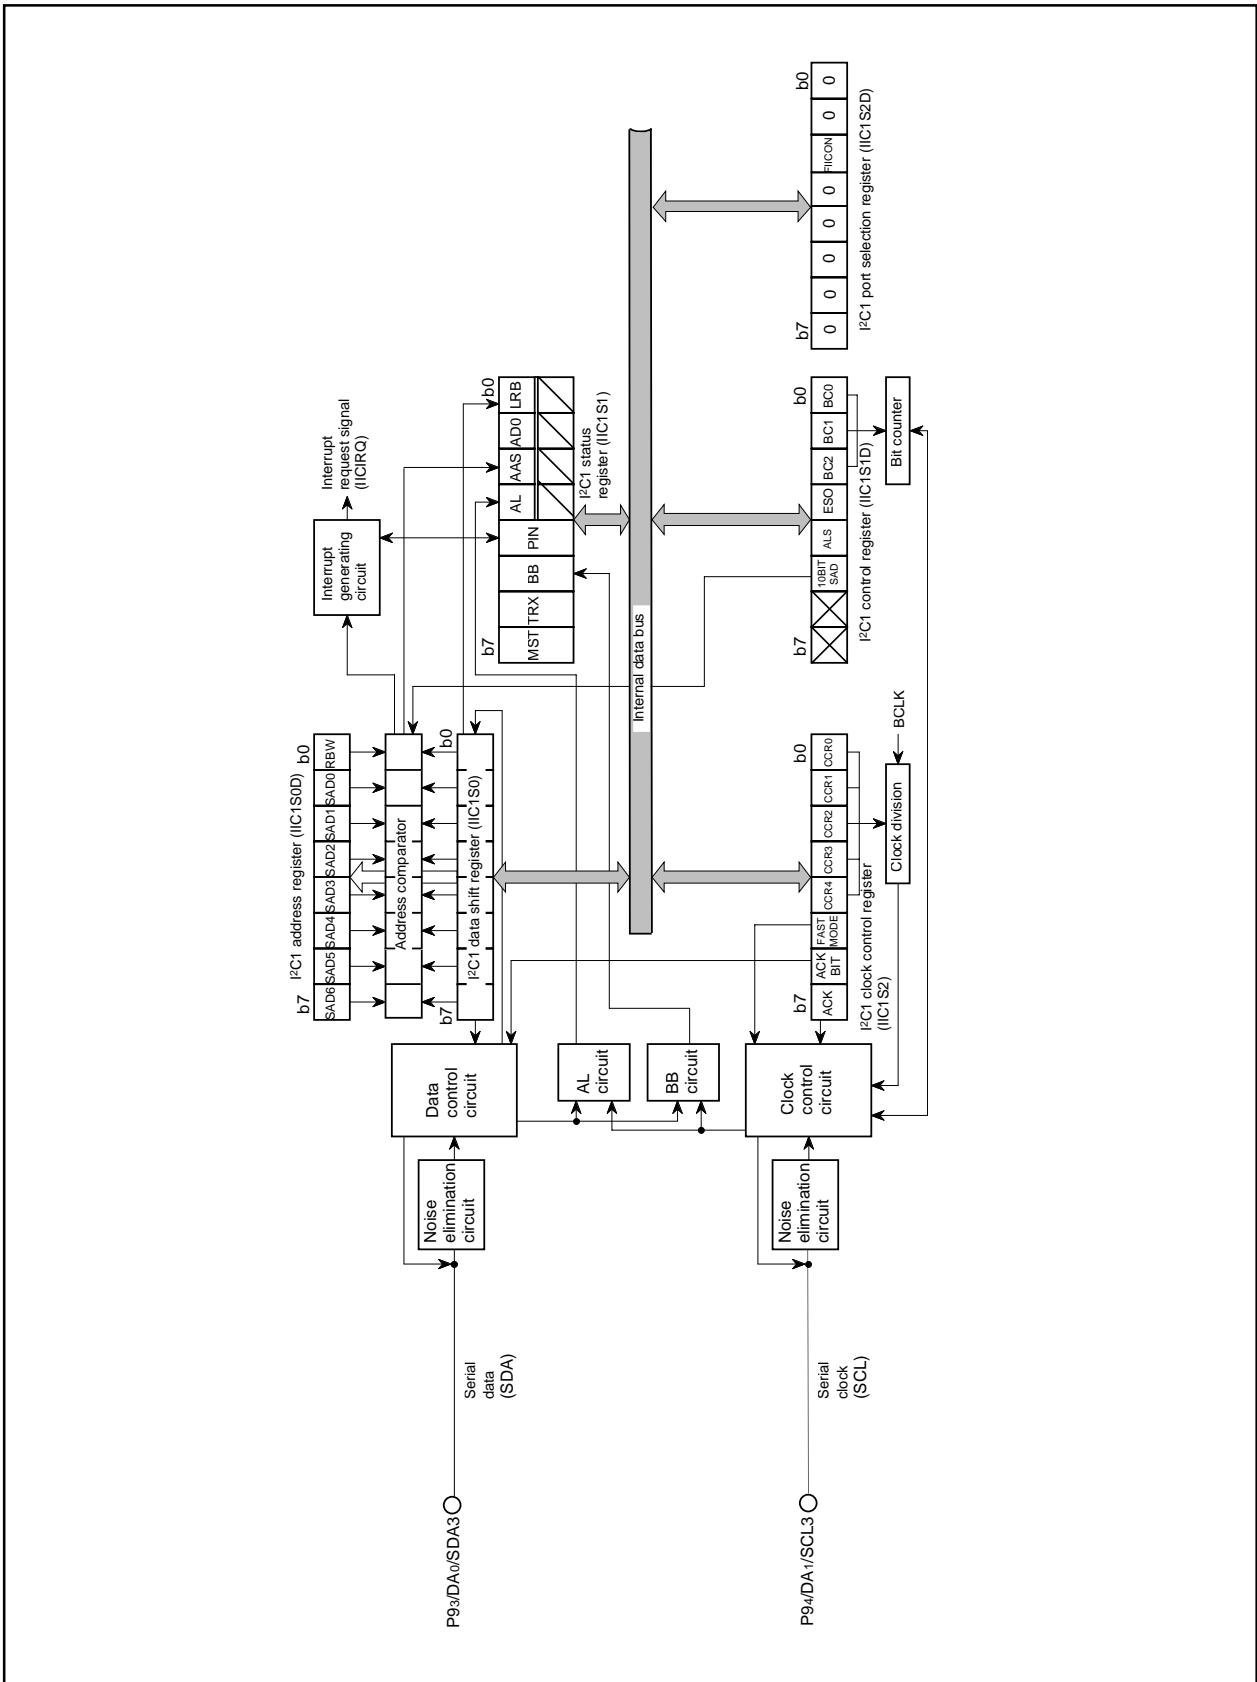 P93/DA0/SDA3
Serial
data
(SDA)
Noise
elimination
circuit
Data
control
circuit
I2C1 address register (IIC1S0D)
b7
b0
SAD6
SAD5
SAD4
SAD3
SAD2
SAD1
SAD0
RBW
Address comparator
b7
b0
I2C1 data shift register (IIC1S0)
Interrupt
generating
circuit
Interrupt
request signal
(IICIRQ)
AL
circuit
BB
circuit
b7
b0
MST
TRX
BB
PIN
AL
AAS
AD0
LRB
I2C1 status
register (IIC1S1)
Internal data bus
P94/DA1/SCL3
Serial
clock
(SCL)
Noise
elimination
circuit
Clock
control
circuit
b7
b0
ACK
ACK
BIT
FAST
MODE
CCR4
CCR3
CCR2
CCR1
CCR0
I2C1 clock control register
(IIC1S2)
Clock division
BCLK
b7
b0
10BIT
SAD
ALS
ESO
BC2
BC1
BC0
I2C1 control register (IIC1S1D)
Bit counter
b7
b0
0
0
0
0
0
FIICON
0
0
I2C1 port selection register (IIC1S2D)